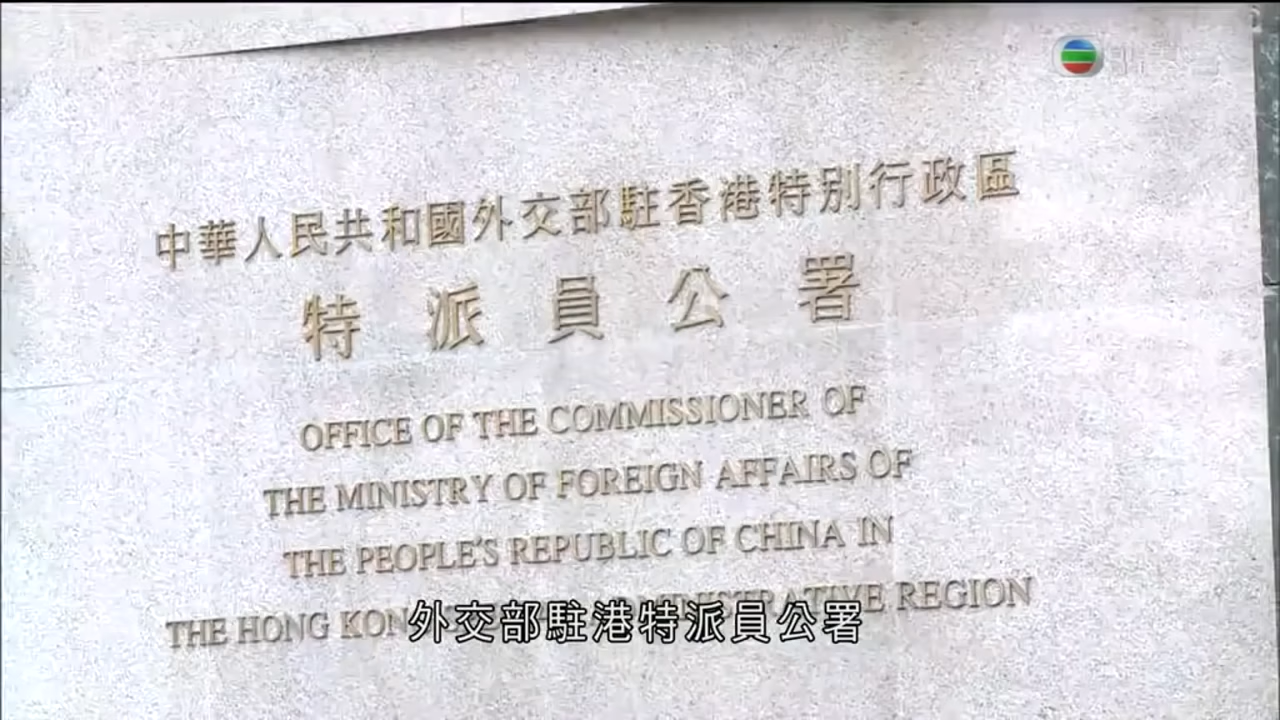 中華人民共和國外交部駐香港特別行政區
特派員公署
OFFICE OF THE COMMISSIONER OF
THE MINISTRY OF FOREIGN AFFAIRS OF
THE PEOPLE'S REPUBLIC OF CHINA IN
THE HONG KON ADMINISTRATIVE REGION
外交部駐港特派員公署